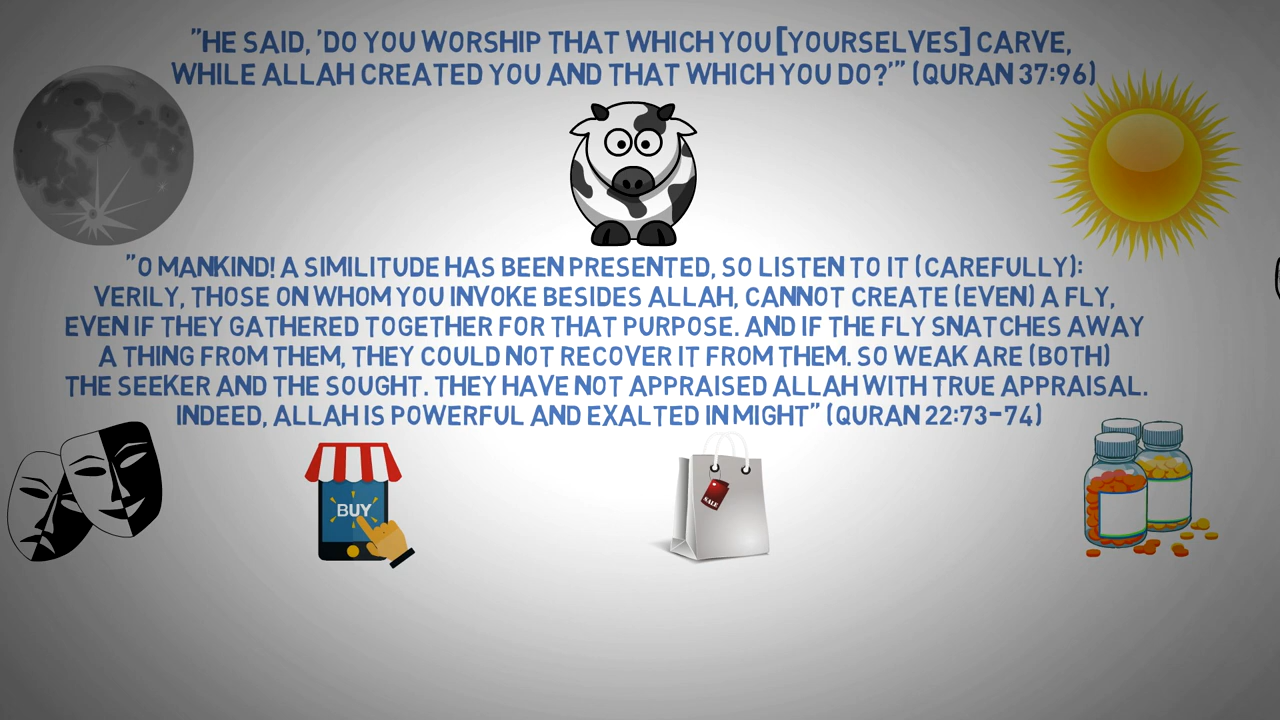 "HE SAID, 'DO YOU WORSHIP THAT WHICH YOU [YOURSELVES] CARVE,
WHILE ALLAH CREATED YOU AND THAT WHICH YOU DO?'" (QURAN 37:96)
"O MANKIND! A SIMILITUDE HAS BEEN PRESENTED, SO LISTEN TO IT (CAREFULLY):
VERILY, THOSE ON WHOM YOU INVOKE BESIDES ALLAH, CANNOT CREATE (EVEN) A FLY,
EVEN IF THEY GATHERED TOGETHER FOR THAT PURPOSE. AND IF THE FLY SNATCHES AWAY
A THING FROM THEM, THEY COULD NOT RECOVER IT FROM THEM. SO WEAK ARE (BOTH)
THE SEEKER AND THE SOUGHT. THEY HAVE NOT APPRAISED ALLAH WITH TRUE APPRAISAL.
INDEED, ALLAH IS POWERFUL AND EXALTED IN MIGHT" (QURAN 22:73-74)
BUY
SALE